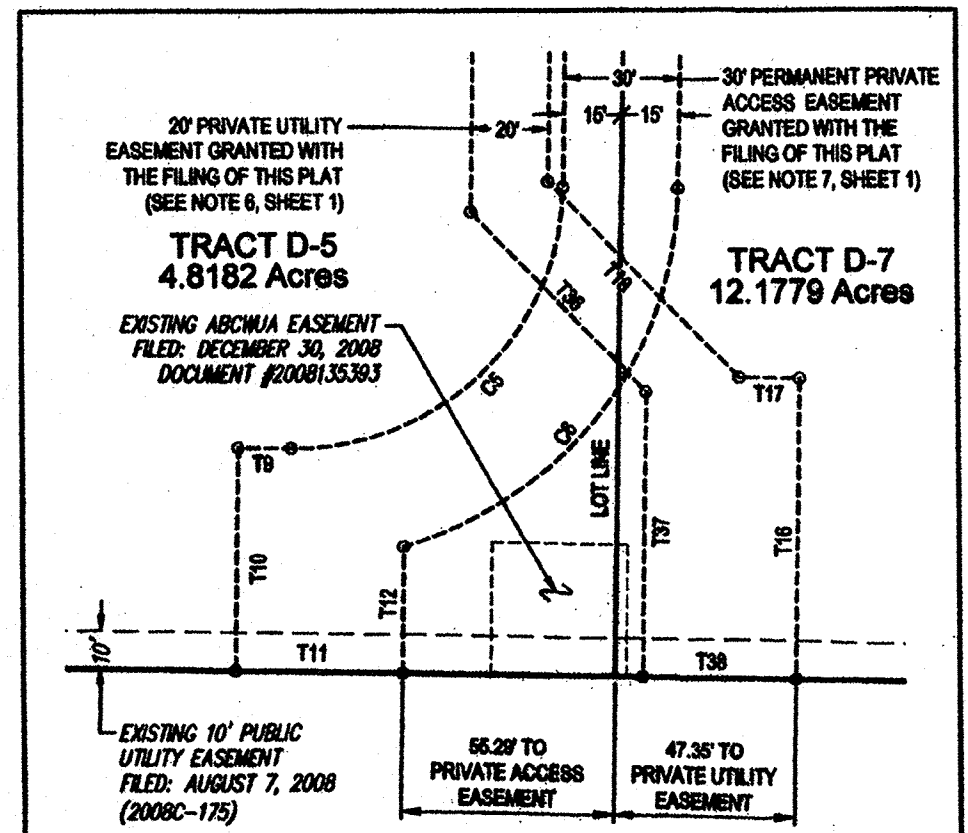 30'
15'
15'
20'
30' PERMANENT PRIVATE
ACCESS EASEMENT
GRANTED WITH THE
FILING OF THIS PLAT
(SEE NOTE 7, SHEET 1)
20' PRIVATE UTILITY
EASEMENT GRANTED WITH
THE FILING OF THIS PLAT
(SEE NOTE 6, SHEET 1)
TRACT D-5
4.8182 Acres
TRACT D-7
12.1779 Acres
EXISTING ABCWUA EASEMENT
FILED: DECEMBER 30, 2008
DOCUMENT #2008135393
T36
C5
C6
T17
T9
LOT LINE
T37
T16
T10
T12
10'
T11
T38
EXISTING 10' PUBLIC
UTILITY EASEMENT
FILED: AUGUST 7, 2008
(2008C-175)
55.29' TO
PRIVATE ACCESS
EASEMENT
47.35' TO
PRIVATE UTILITY
EASEMENT